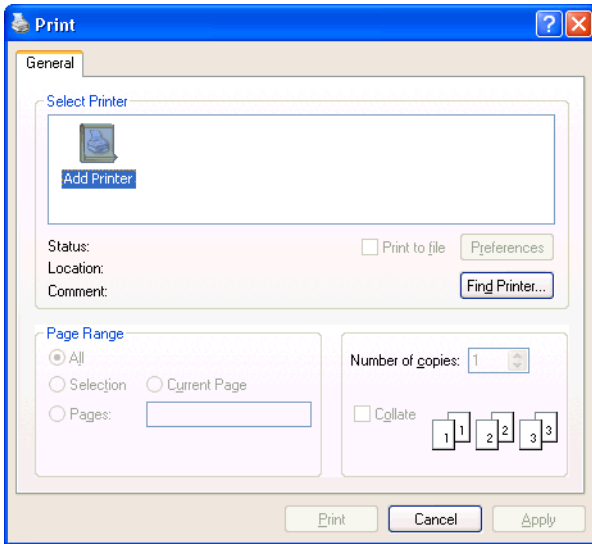 Print
General
Select Printer
Add Printer
Status:
Location:
Comment:
Print to file
Preferences
Find Printer...
Page Range
All
Selection Current Page
Pages:
Number of copies: 1
Collate
1 1 2 2 3 3
Print Cancel Apply